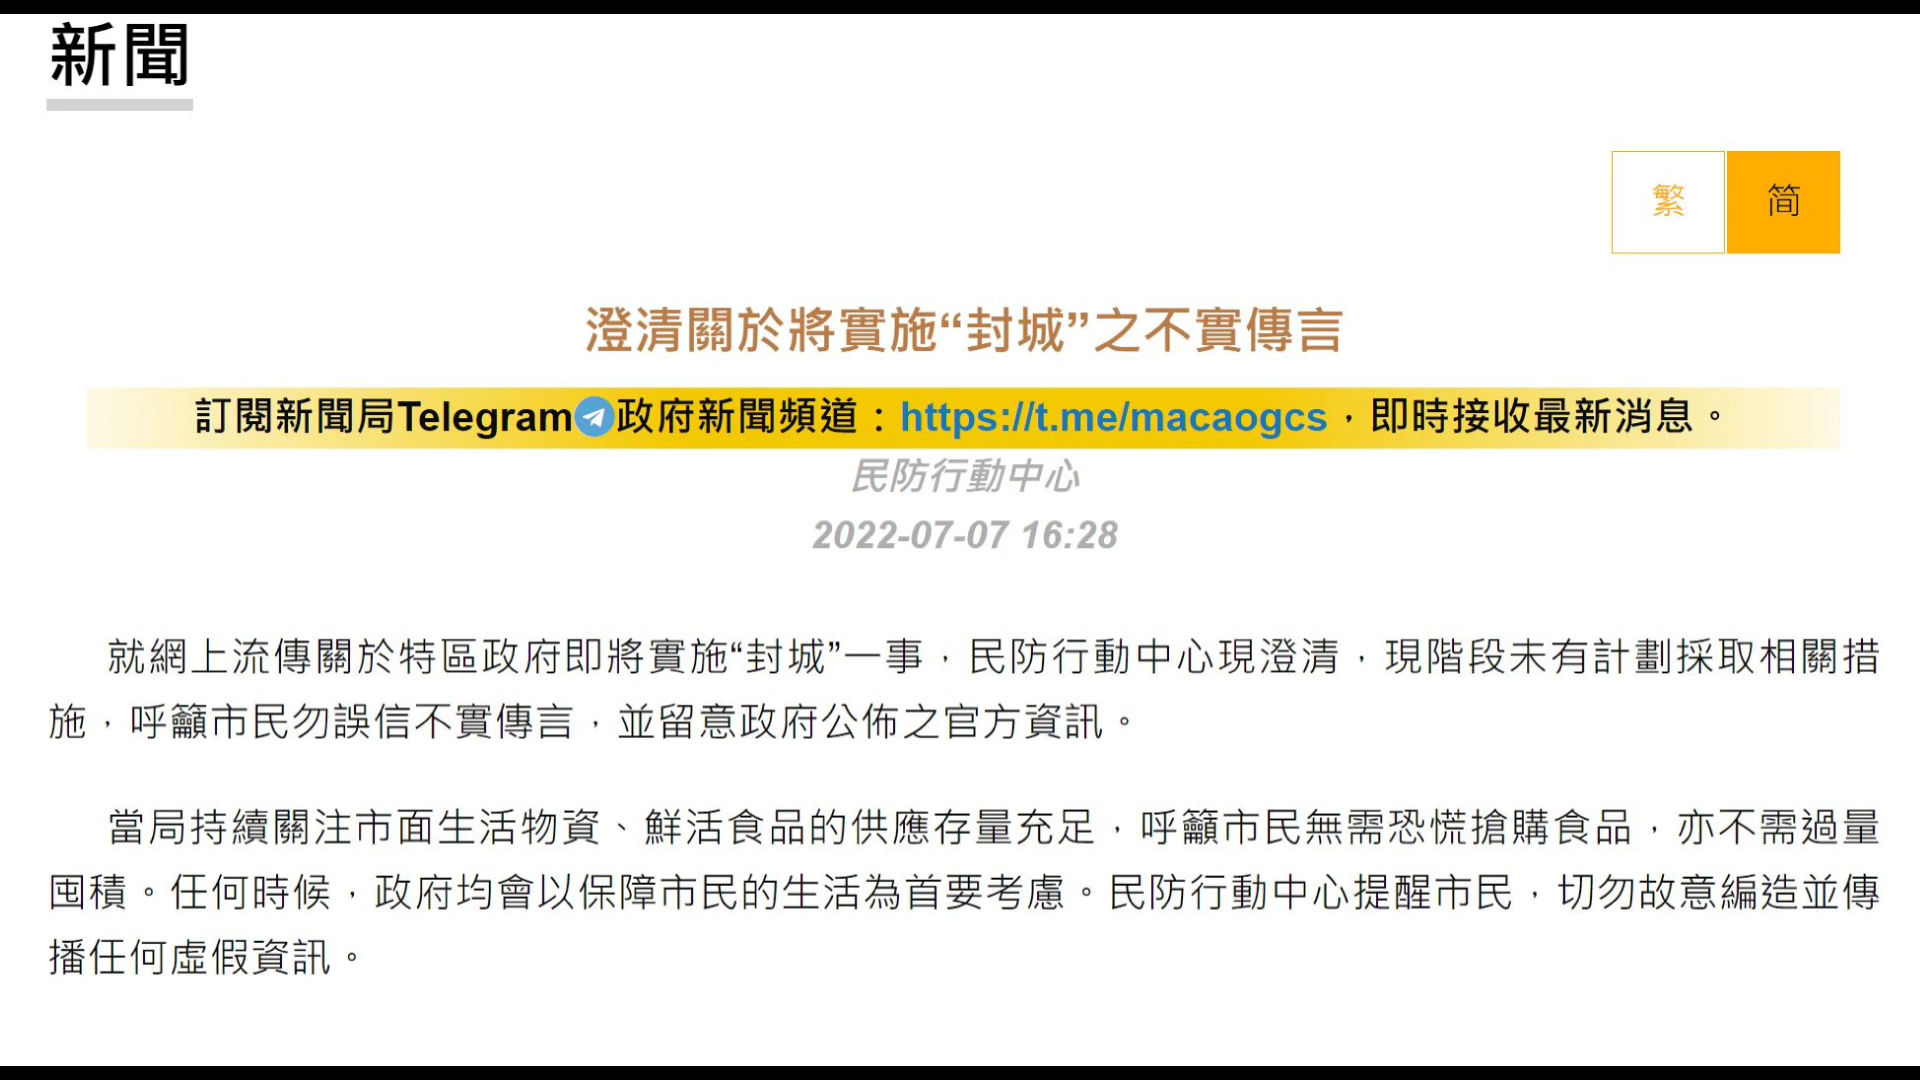 新聞
繁 简
澄清關於將實施“封城”之不實傳言
訂閱新聞局Telegram政府新聞頻道：https://t.me/macaogcs，即時接收最新消息。
民防行動中心
2022-07-07 16:28
就網上流傳關於特區政府即將實施“封城”一事，民防行動中心現澄清，現階段未有計劃採取相關措
施，呼籲市民勿誤信不實傳言，並留意政府公佈之官方資訊。
當局持續關注市面生活物資、鮮活食品的供應存量充足，呼籲市民無需恐慌搶購食品，亦不需過量
囤積。任何時候，政府均會以保障市民的生活為首要考慮。民防行動中心提醒市民，切勿故意編造並傳
播任何虛假資訊。